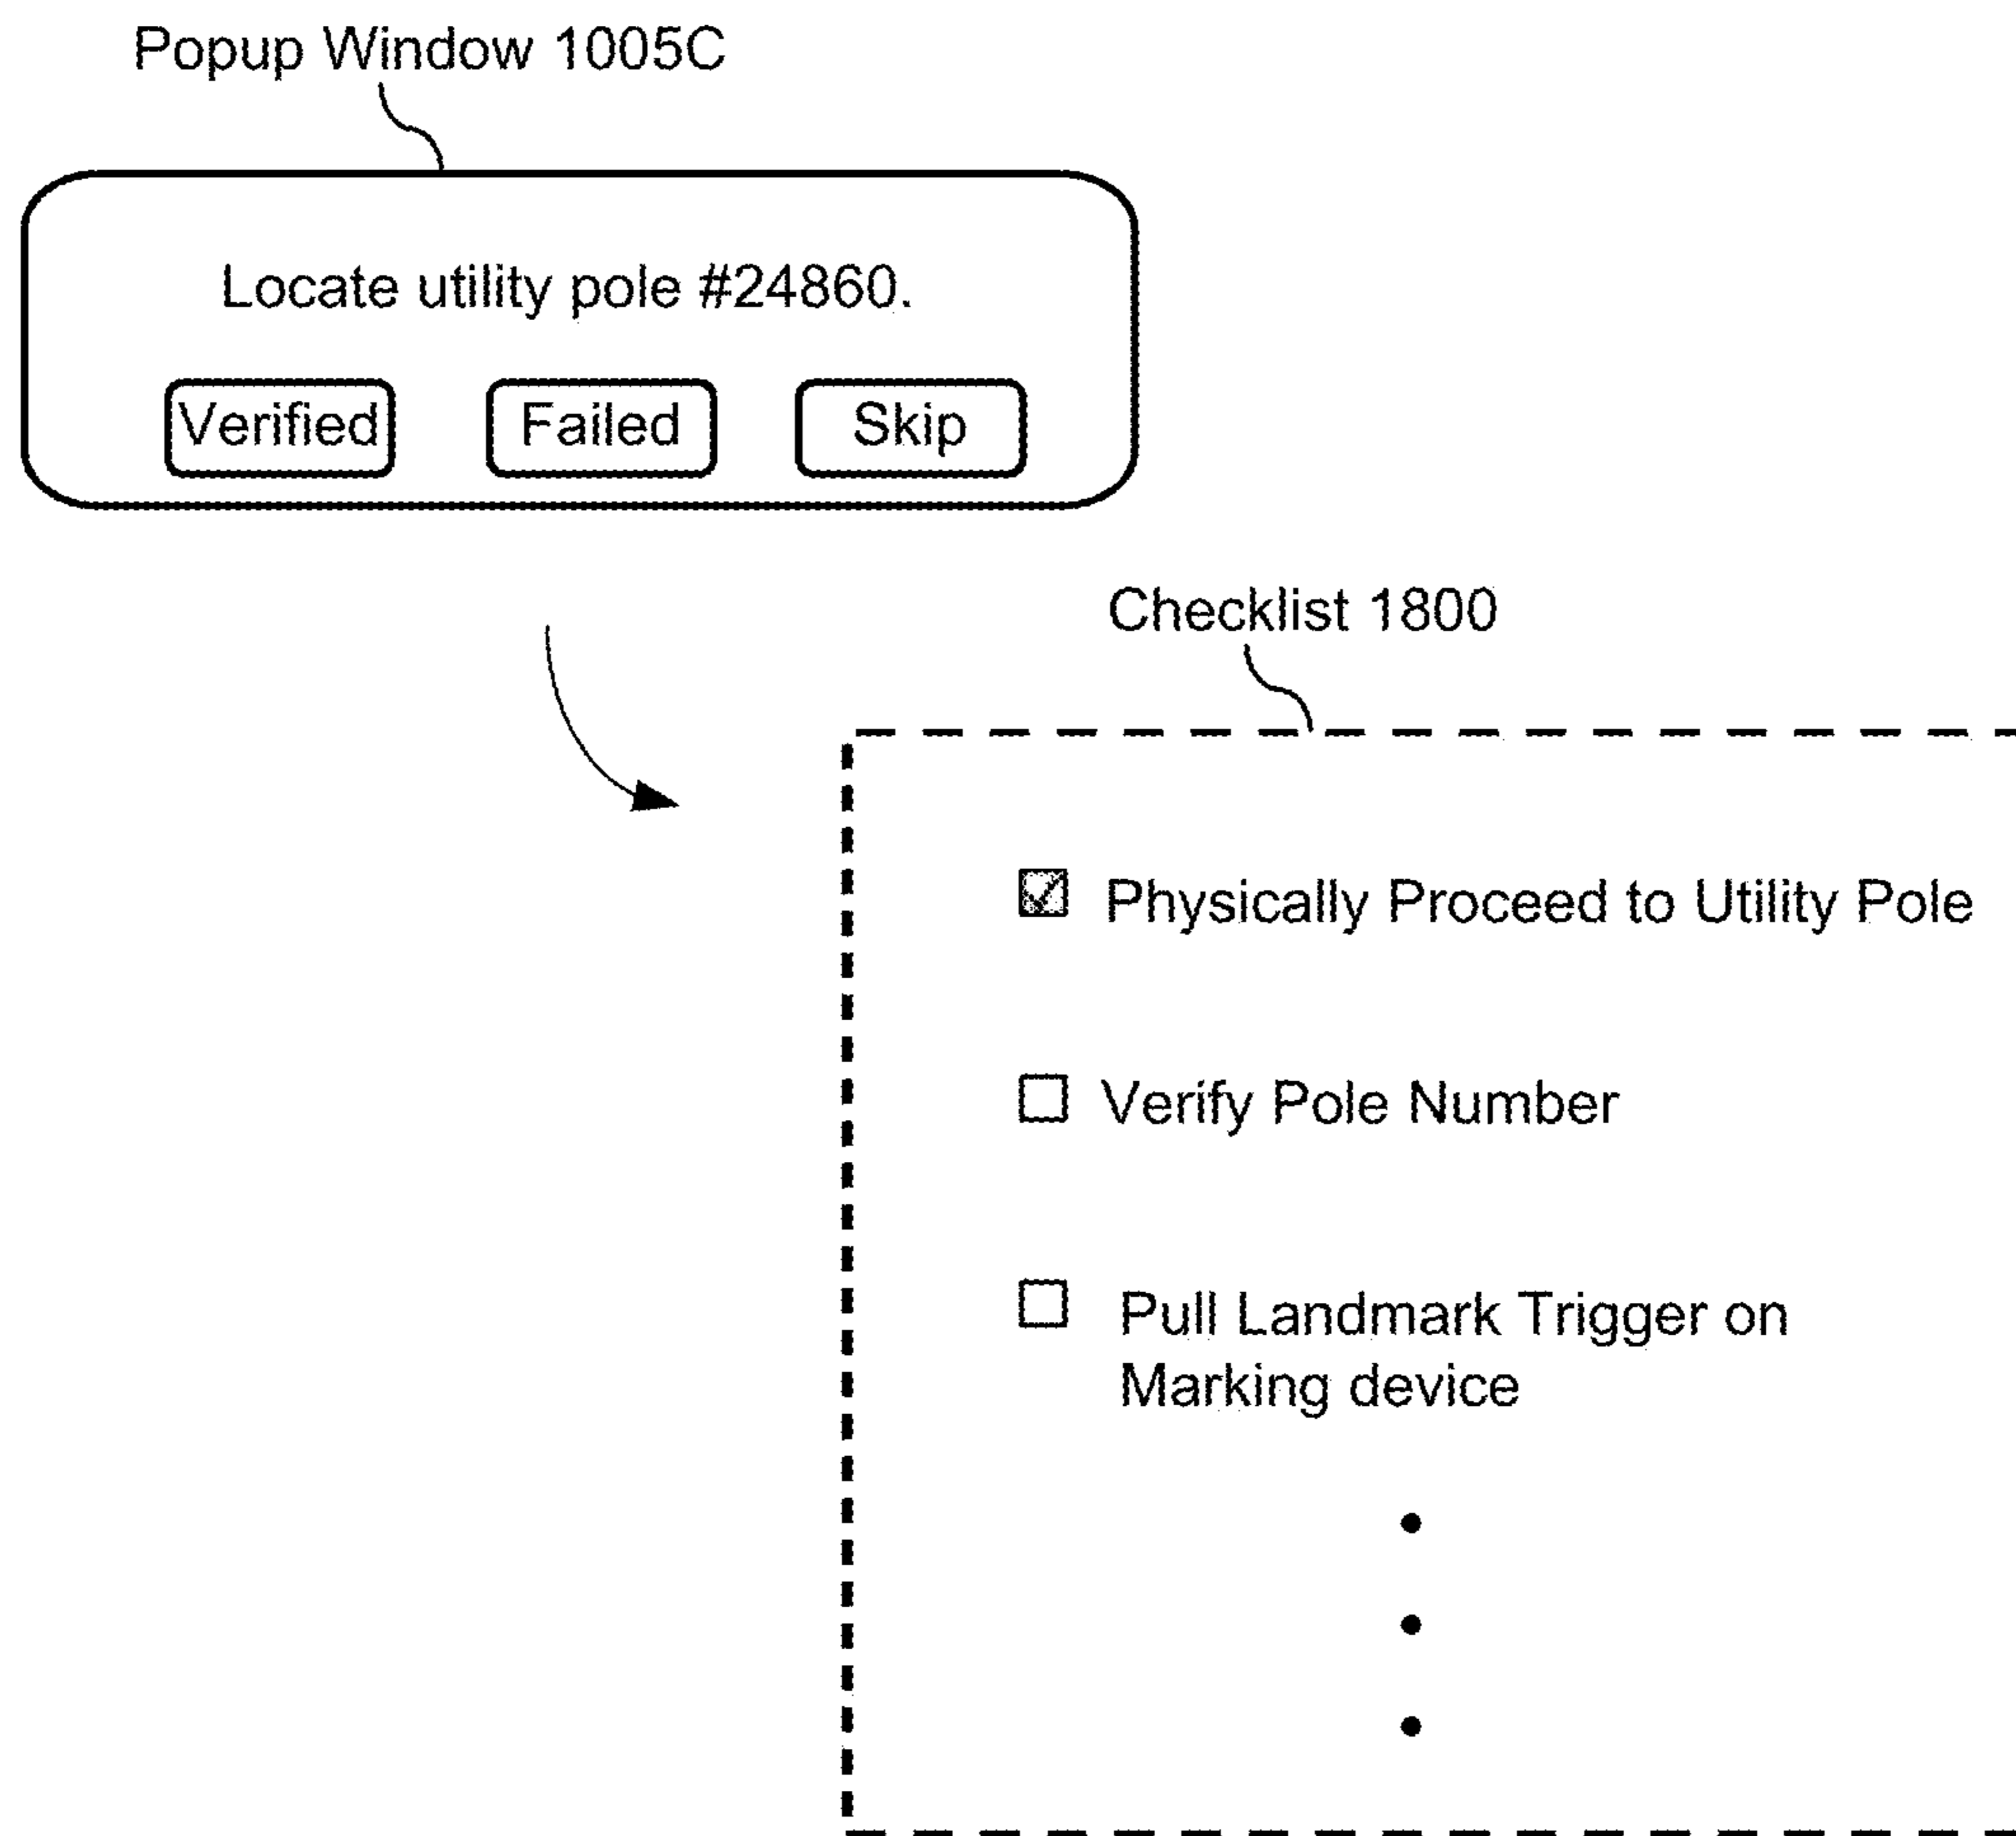 Popup Window 1005C
Locate utility pole #24860.
Verified Failed Skip
Checklist 1800
Physically Proceed to Utility Pole
Verify Pole Number
Pull Landmark Trigger on
Marking device